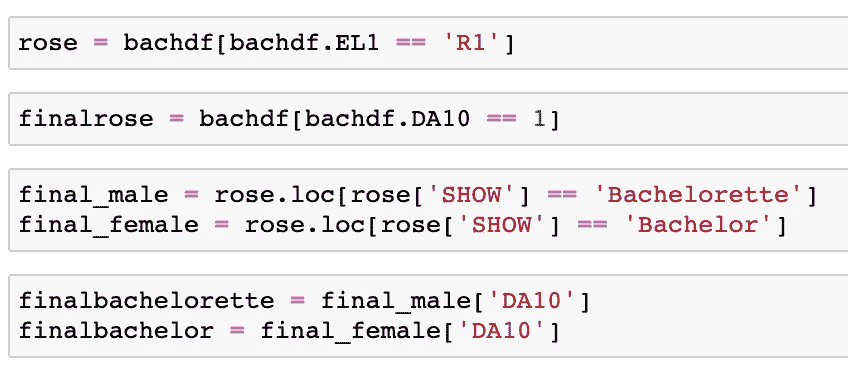 rose = bachdf[bachdf.EL1 == 'R1']
finalrose = bachdf[bachdf.DA10 == 1]
final_male = rose.loc[rose['SHOW'] == 'Bachelorette']
final_female = rose.loc[rose['SHOW'] == 'Bachelor']
finalbachelorette = final_male['DA10']
finalbachelor = final_female['DA10']